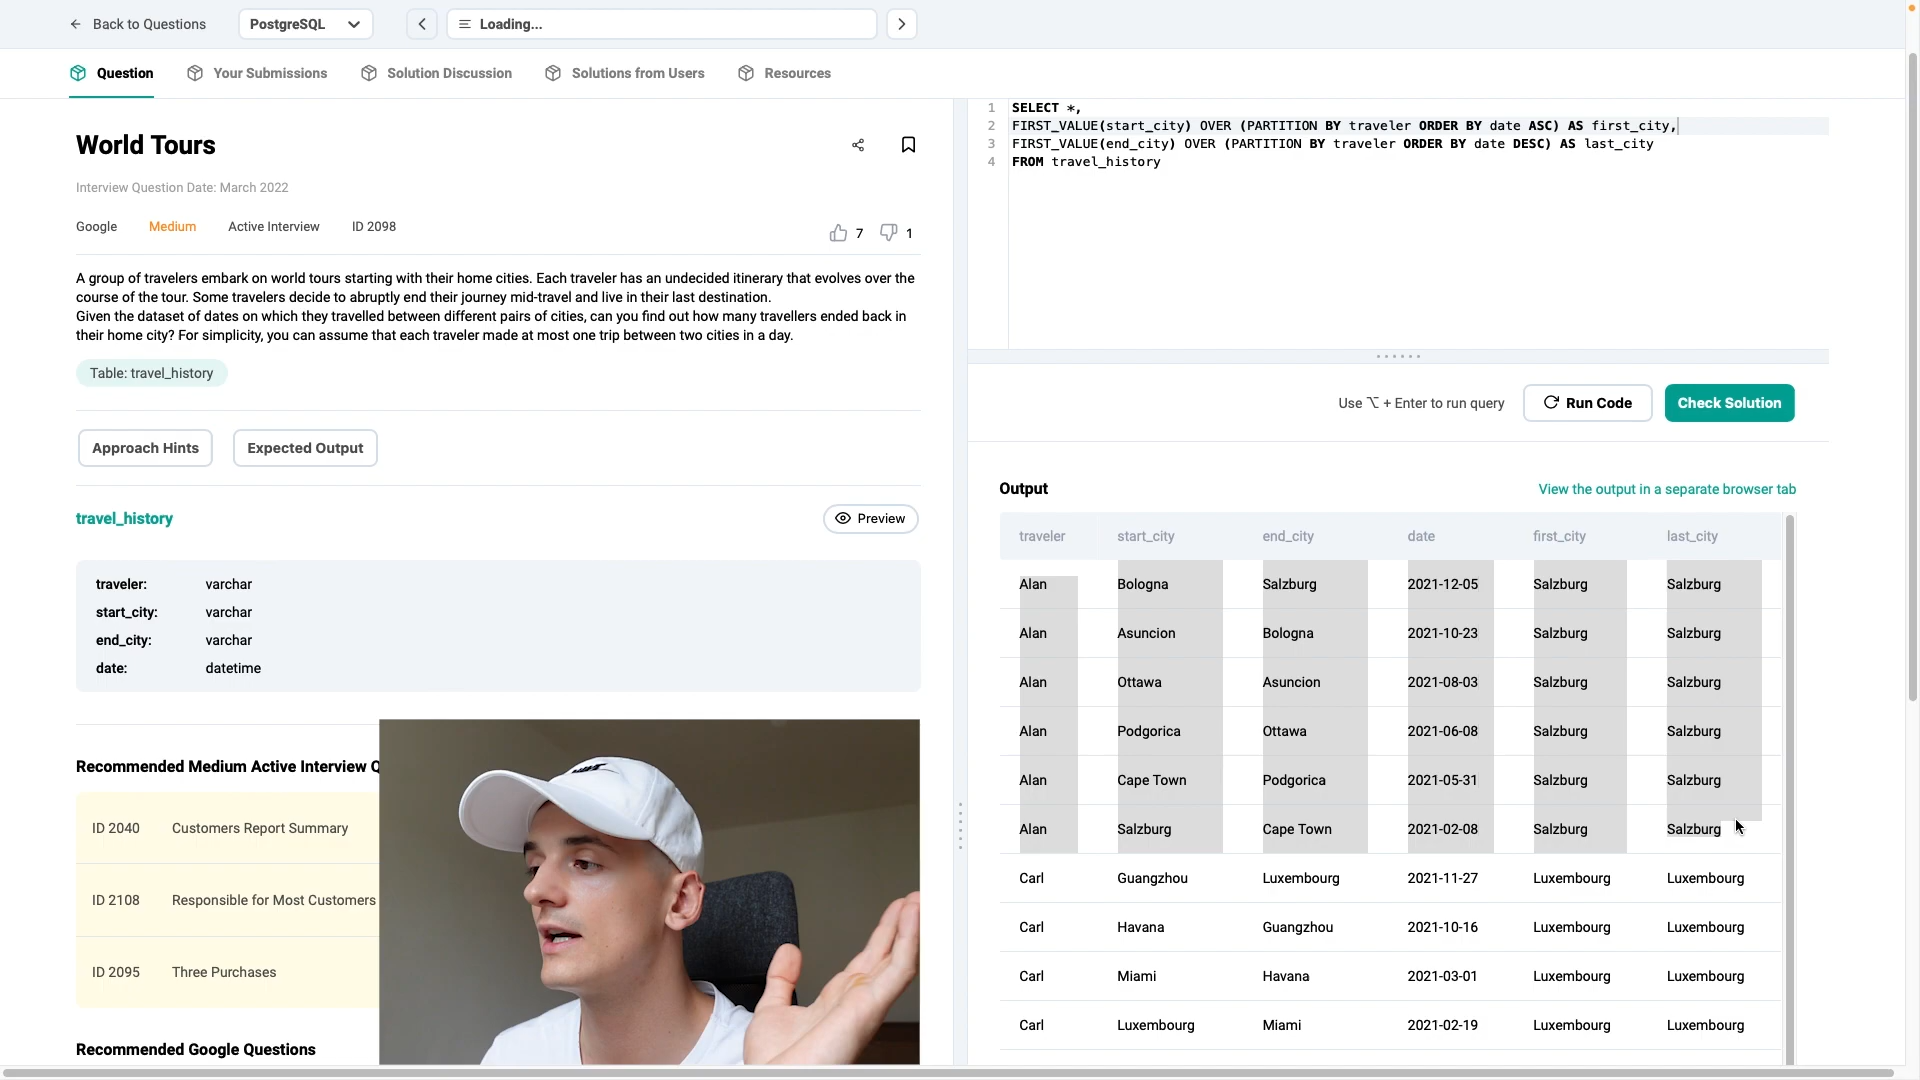 Back to Questions
PostgreSQL
Loading...
Question
Your Submissions
Solution Discussion
Solutions from Users
Resources
World Tours
Interview Question Date: March 2022
Google Medium Active Interview ID 2098
7 1
A group of travelers embark on world tours starting with their home cities. Each traveler has an undecided itinerary that evolves over the
course of the tour. Some travelers decide to abruptly end their journey mid-travel and live in their last destination.
Given the dataset of dates on which they travelled between different pairs of cities, can you find out how many travellers ended back in
their home city? For simplicity, you can assume that each traveler made at most one trip between two cities in a day.
Table: travel_history
Approach Hints
Expected Output
travel_history
Preview
traveler: varchar
start_city: varchar
end_city: varchar
date: datetime
Recommended Medium Active Interview Q
ID 2040 Customers Report Summary
ID 2108 Responsible for Most Customers
ID 2095 Three Purchases
Recommended Google Questions
1 SELECT *,
2 FIRST_VALUE(start_city) OVER (PARTITION BY traveler ORDER BY date ASC) AS first_city,
3 FIRST_VALUE(end_city) OVER (PARTITION BY traveler ORDER BY date DESC) AS last_city
4 FROM travel_history
Use ⌥ + Enter to run query
Run Code
Check Solution
Output
View the output in a separate browser tab
traveler start_city end_city date first_city last_city
Alan Bologna Salzburg 2021-12-05 Salzburg Salzburg
Alan Asuncion Bologna 2021-10-23 Salzburg Salzburg
Alan Ottawa Asuncion 2021-08-03 Salzburg Salzburg
Alan Podgorica Ottawa 2021-06-08 Salzburg Salzburg
Alan Cape Town Podgorica 2021-05-31 Salzburg Salzburg
Alan Salzburg Cape Town 2021-02-08 Salzburg Salzburg
Carl Guangzhou Luxembourg 2021-11-27 Luxembourg Luxembourg
Carl Havana Guangzhou 2021-10-16 Luxembourg Luxembourg
Carl Miami Havana 2021-03-01 Luxembourg Luxembourg
Carl Luxembourg Miami 2021-02-19 Luxembourg Luxembourg